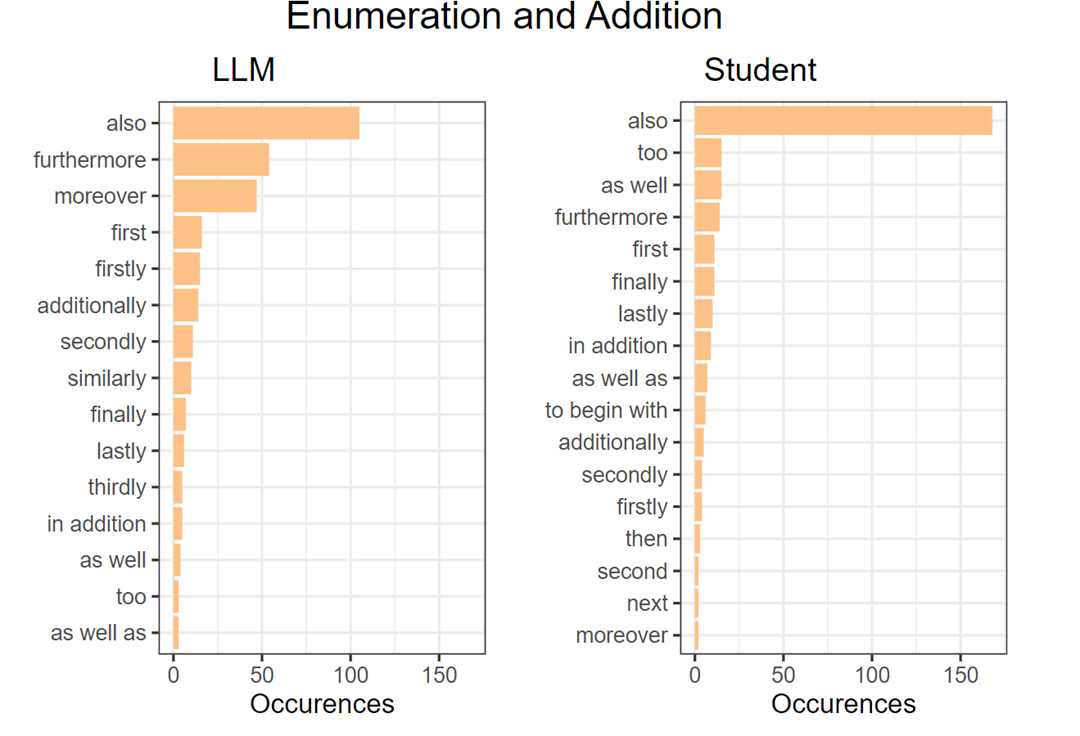 Enumeration and Addition
LLM
also
furthermore
moreover
first
firstly
additionally
secondly
similarly
finally
lastly
thirdly
in addition
as well
too
as well as
0 50 100 150
Occurences
Student
also
too
as well
furthermore
first
finally
lastly
in addition
as well as
to begin with
additionally
secondly
firstly
then
second
next
moreover
0 50 100 150
Occurences